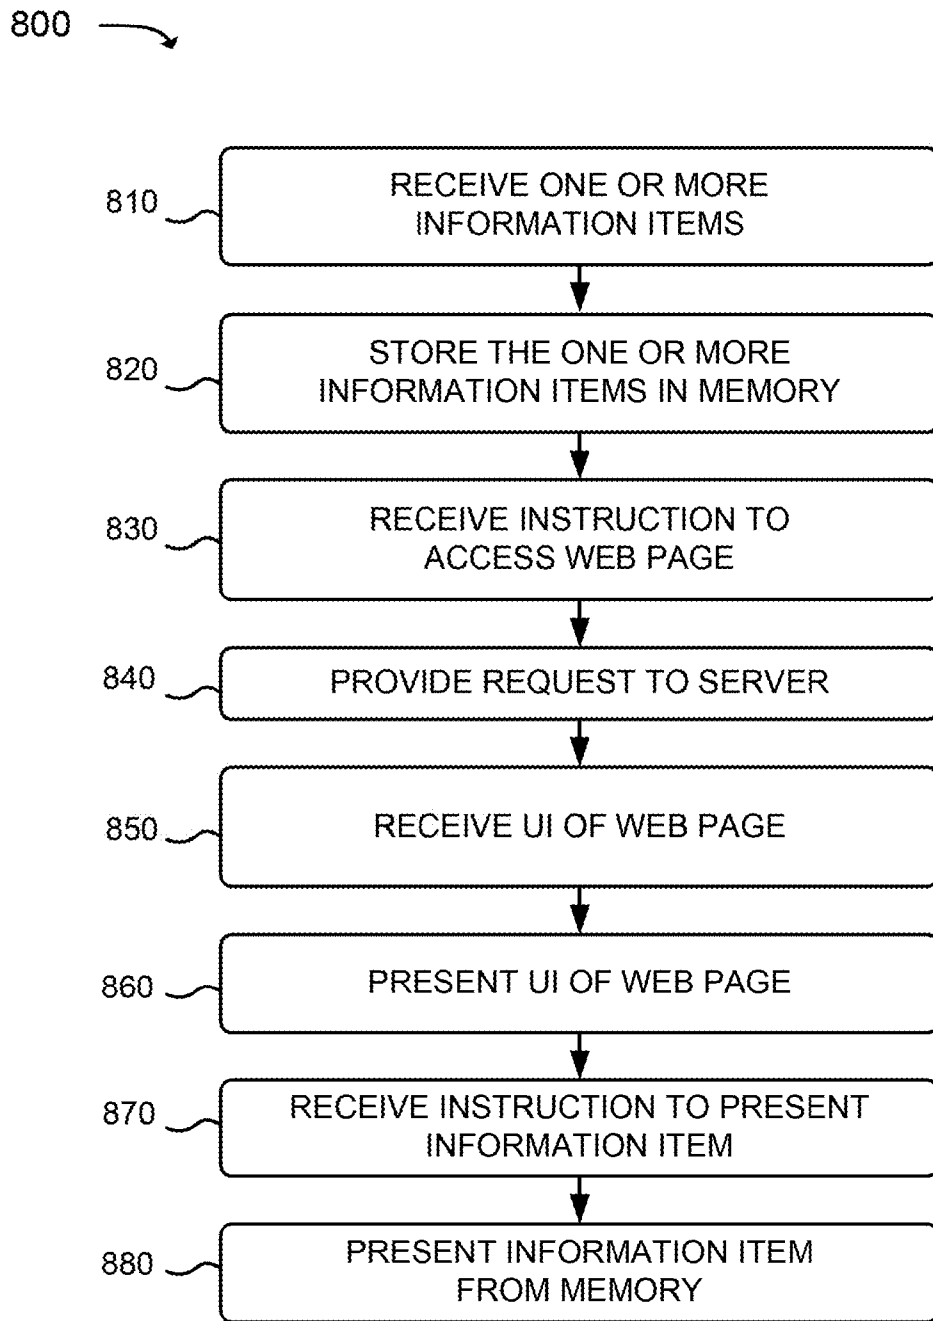 800
810
RECEIVE ONE OR MORE
INFORMATION ITEMS
820
STORE THE ONE OR MORE
INFORMATION ITEMS IN MEMORY
830
RECEIVE INSTRUCTION TO
ACCESS WEB PAGE
840
PROVIDE REQUEST TO SERVER
850
RECEIVE UI OF WEB PAGE
860
PRESENT UI OF WEB PAGE
870
RECEIVE INSTRUCTION TO PRESENT
INFORMATION ITEM
880
PRESENT INFORMATION ITEM
FROM MEMORY